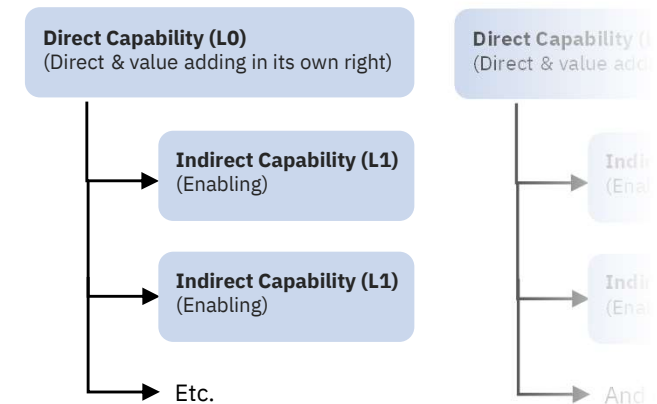 Direct Capability (L0)
(Direct & value adding in its own right)
Indirect Capability (L1)
(Enabling)
Indirect Capability (L1)
(Enabling)
Etc.
Direct Capability
(Direct & value
And